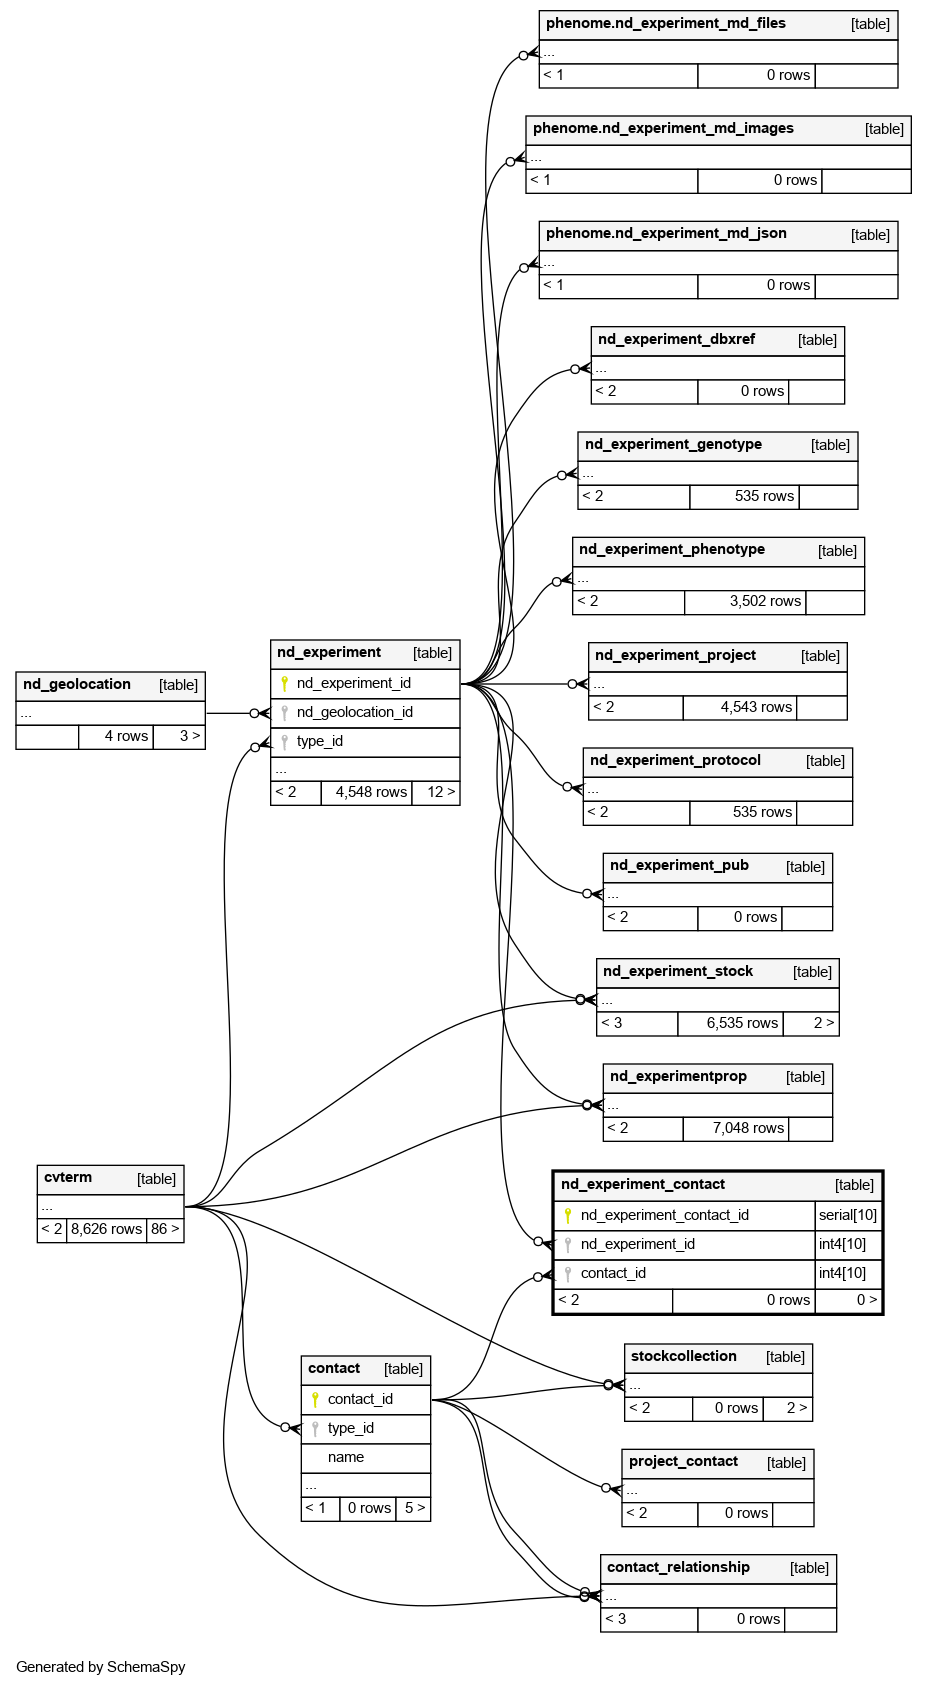 phenome.nd_experiment_md_files [table]
...
< 1 0 rows
phenome.nd_experiment_md_images [table]
...
< 1 0 rows
phenome.nd_experiment_md_json [table]
...
< 1 0 rows
nd_experiment_dbxref [table]
...
< 2 0 rows
nd_experiment_genotype [table]
...
< 2 535 rows
nd_experiment_phenotype [table]
...
< 2 3,502 rows
nd_experiment_project [table]
...
< 2 4,543 rows
nd_experiment [table]
nd_experiment_id
nd_geolocation_id
type_id
...
< 2 4,548 rows 12 >
nd_geolocation [table]
...
4 rows 3 >
nd_experiment_protocol [table]
...
< 2 535 rows
nd_experiment_pub [table]
...
< 2 0 rows
nd_experiment_stock [table]
...
< 3 6,535 rows 2 >
nd_experimentprop [table]
...
< 2 7,048 rows
cvterm [table]
...
< 2 8,626 rows 86 >
nd_experiment_contact [table]
nd_experiment_contact_id serial[10]
nd_experiment_id int4[10]
contact_id int4[10]
< 2 0 rows 0 >
contact [table]
contact_id
type_id
name
...
< 1 0 rows 5 >
stockcollection [table]
...
< 2 0 rows 2 >
project_contact [table]
...
< 2 0 rows
contact_relationship [table]
...
< 3 0 rows
Generated by SchemaSpy